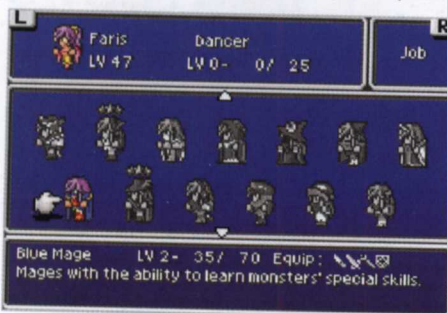 L
R
Faris Dancer
LV 47 LV 0- 0/ 25
Job
Blue Mage LV 2- 35/ 70 Equip:
Mages with the ability to learn monsters' special skills.